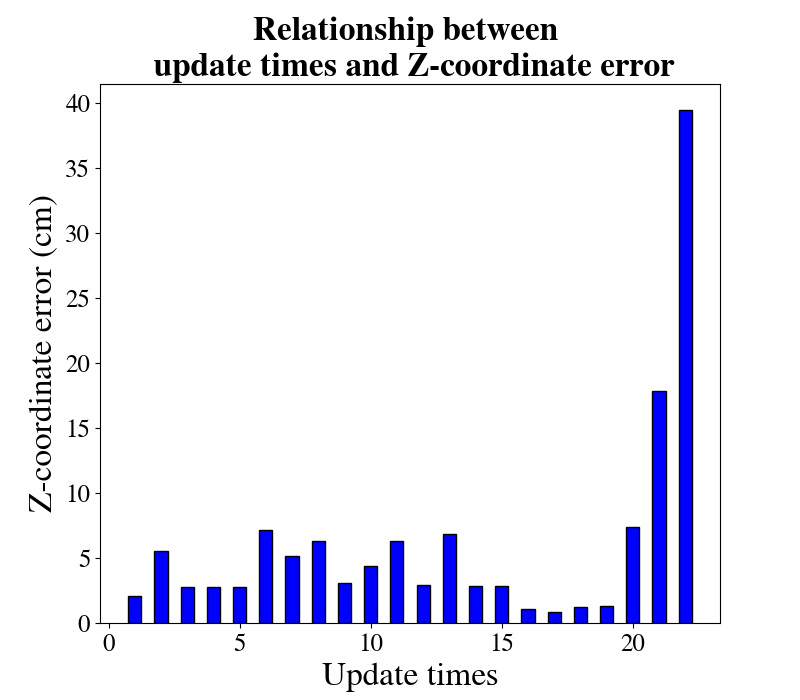 Relationship between
update times and Z-coordinate error
40
35
30
25
20
15
10
5
0
Z-coordinate error (cm)
0 5 10 15 20
Update times